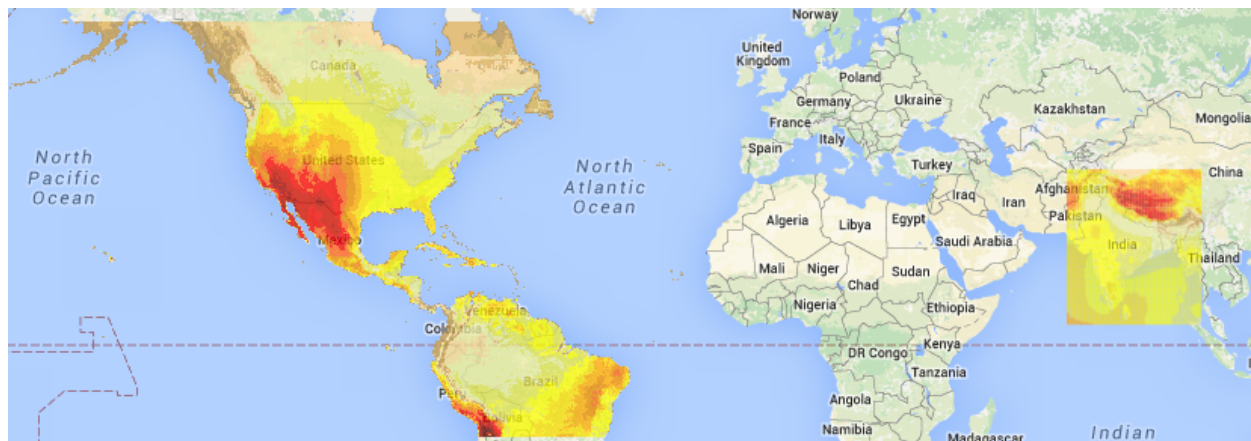 Norway
Canada
United
Kingdom
Poland
Germany
Ukraine
France
Kazakhstan
Mongolia
Italy
Spain
Turkey
North
Pacific
Ocean
United States
North
Atlantic
Ocean
China
Afghanistan
Iraq
Iran
Pakistan
Algeria
Libya
Egypt
Saudi Arabia
Mexico
India
Thailand
Mali
Niger
Sudan
Chad
Nigeria
Ethiopia
Venezuela
Colombia
DR Congo
Kenya
Tanzania
Brazil
Peru
Angola
Bolivia
Namibia
Madagascar
Indian